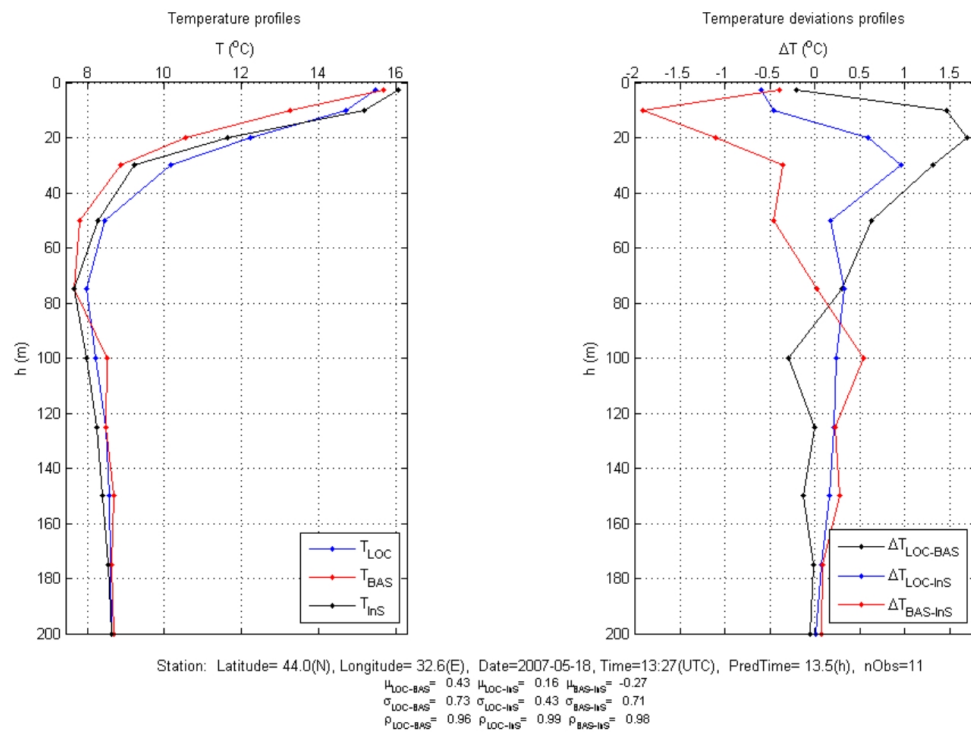 Temperature profiles
T (°C)
8 10 12 14 16
0
20
40
60
80
100
120
140
160
180
200
h (m)
T_LOC
T_BAS
T_InS
Temperature deviations profiles
ΔT (°C)
-2 -1.5 -1 -0.5 0 0.5 1 1.5
0
20
40
60
80
100
120
140
160
180
200
h (m)
ΔT_LOC-BAS
ΔT_LOC-InS
ΔT_BAS-InS
Station: Latitude= 44.0(N), Longitude= 32.6(E), Date=2007-05-18, Time=13:27(UTC), PredTime= 13.5(h), nObs=11
μ_LOC-BAS= 0.43 μ_LOC-InS= 0.16 μ_BAS-InS= -0.27
σ_LOC-BAS= 0.73 σ_LOC-InS= 0.43 σ_BAS-InS= 0.71
ρ_LOC-BAS= 0.96 ρ_LOC-InS= 0.99 ρ_BAS-InS= 0.98